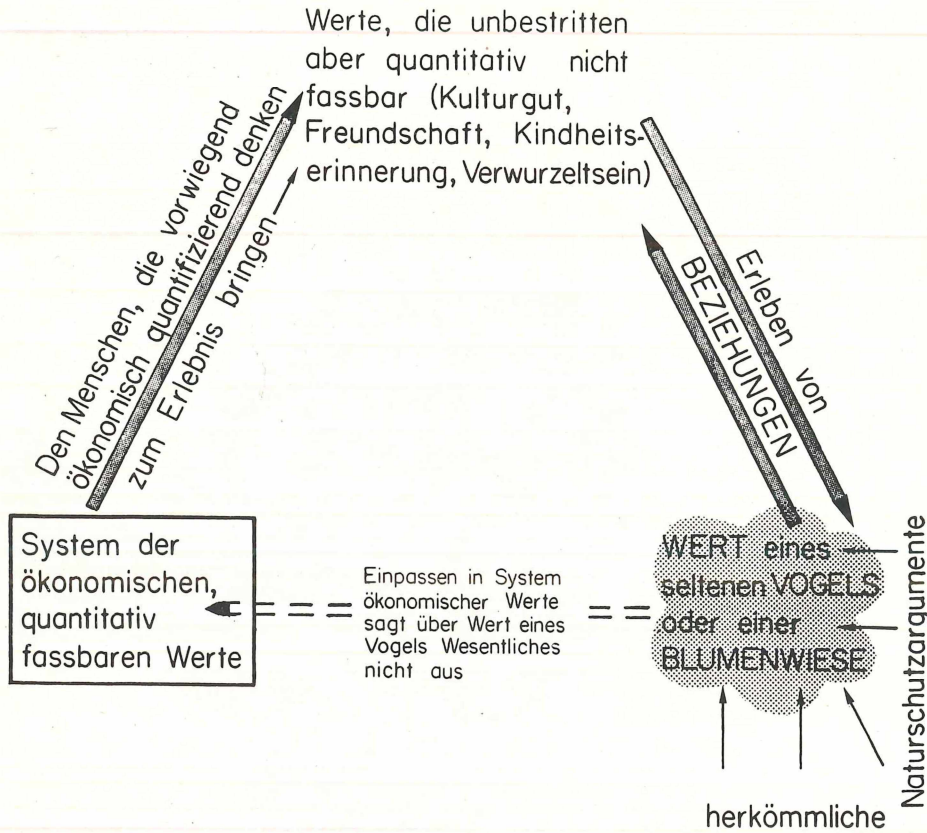 Werte, die unbestritten
aber quantitativ nicht
fassbar (Kulturgut,
Freundschaft, Kindheits-
erinnerung, Verwurzeltsein)
Den Menschen, die vorwiegend
ökonomisch quantifizierend denken
zum Erlebnis bringen
Erleben von
BEZIEHUNGEN
System der
ökonomischen,
quantitativ
fassbaren Werte
Einpassen in System
ökonomischer Werte
sagt über Wert eines
Vogels Wesentliches
nicht aus
WERT eines
seltenen VOGELS
oder einer
BLUMENWIESE
herkömmliche
Naturschutzargumente